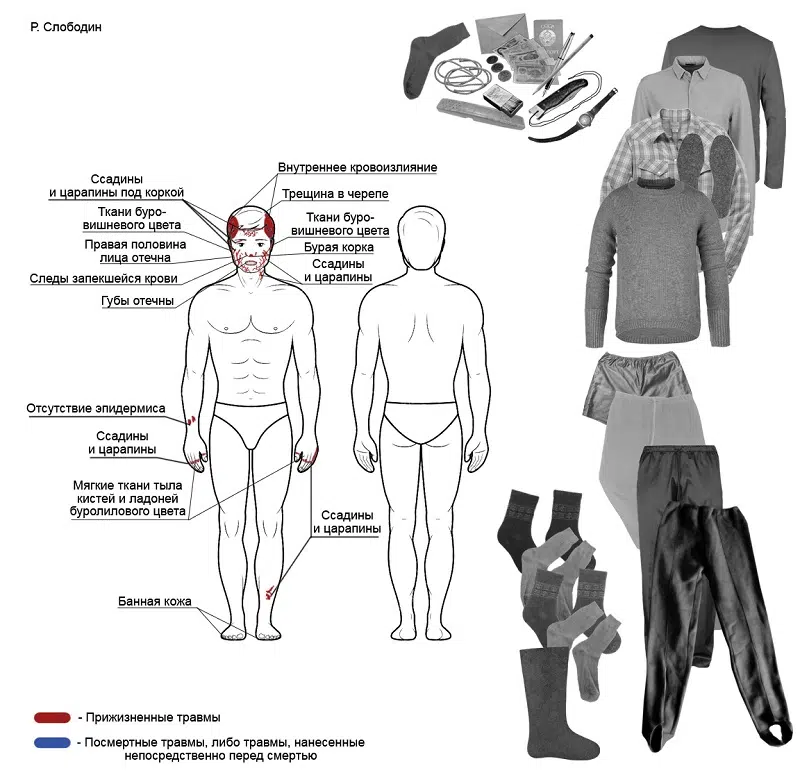 Р. Слободин
Внутреннее кровоизлияние
Ссадины
и царапины под коркой
Трещина в черепе
Ткани буро-
вишневого цвета
Ткани буро-
вишневого цвета
Правая половина
лица отечна
Бурая корка
Ссадины
и царапины
Следы запекшейся крови
Губы отечны
Отсутствие эпидермиса
Ссадины
и царапины
Мягкие ткани тыла
кистей и ладоней
буролилового цвета
Ссадины
и царапины
Банная кожа
- Прижизненные травмы
- Посмертные травмы, либо травмы, нанесенные
непосредственно перед смертью